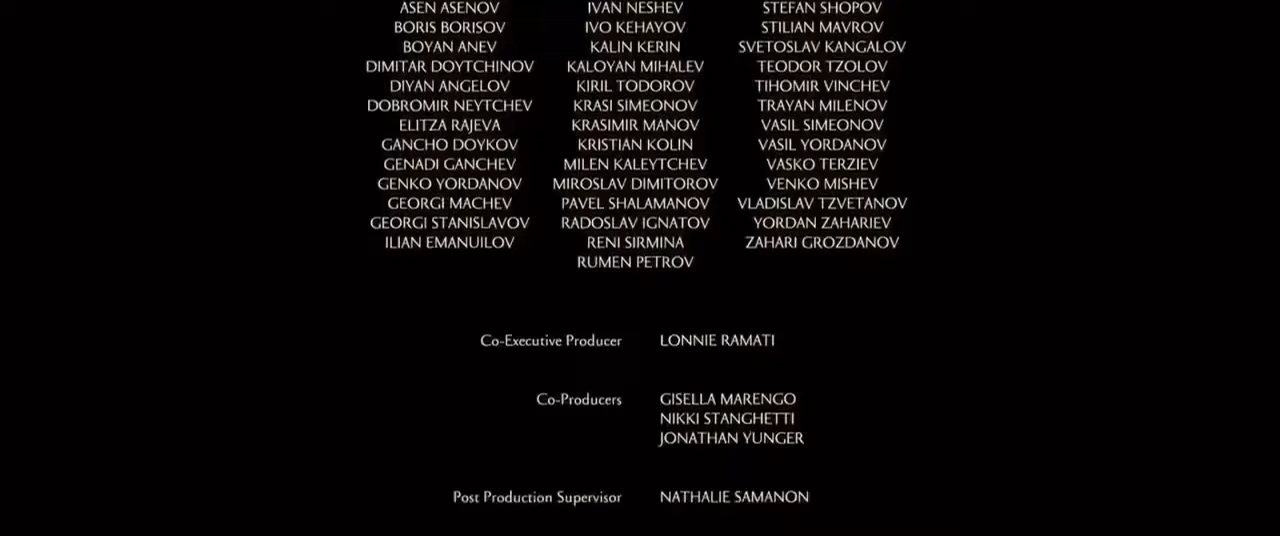 ASEN ASENOV IVAN NESHEV STEFAN SHOPOV
BORIS BORISOV IVO KEHAYOV STILIAN MAVROV
BOYAN ANEV KALIN KERIN SVETOSLAV KANGALOV
DIMITAR DOYTCHINOV KALOYAN MIHALEV TEODOR TZOLOV
DIYAN ANGELOV KIRIL TODOROV TIHOMIR VINCHEV
DOBROMIR NEYTCHEV KRASI SIMEONOV TRAYAN MILENOV
ELITZA RAJEVA KRASIMIR MANOV VASIL SIMEONOV
GANCHO DOYKOV KRISTIAN KOLIN VASIL YORDANOV
GENADI GANCHEV MILEN KALEYTCHEV VASKO TERZIEV
GENKO YORDANOV MIROSLAV DIMITOROV VENKO MISHEV
GEORGI MACHEV PAVEL SHALAMANOV VLADISLAV TZVETANOV
GEORGI STANISLAVOV RADOSLAV IGNATOV YORDAN ZAHARIEV
ILIAN EMANUILOV RENI SIRMINA ZAHARI GROZDANOV
RUMEN PETROV
Co-Executive Producer LONNIE RAMATI
Co-Producers GISELLA MARENGO
NIKKI STANGHETTI
JONATHAN YUNGER
Post Production Supervisor NATHALIE SAMANON